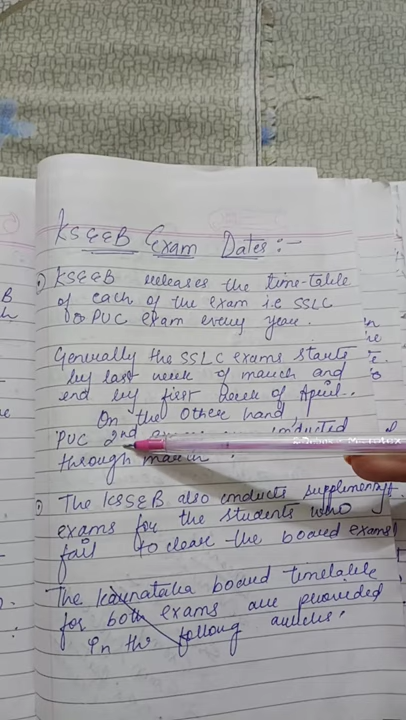 KSEEB Exam Dates:-
KSEEB releases the time-table
of each of the exam i.e SSLC
& PUC exam every year.
Generally the SSLC exams starts
by last week of march and
end by first week of April.
On the Other hand,
PUC 2nd conducted
through march.
The KSEEB also conducts supplimentary
exams for the students who
fail to clear the board exams
The Karnataka board timetable
for both exams are provided
In the follong articles.